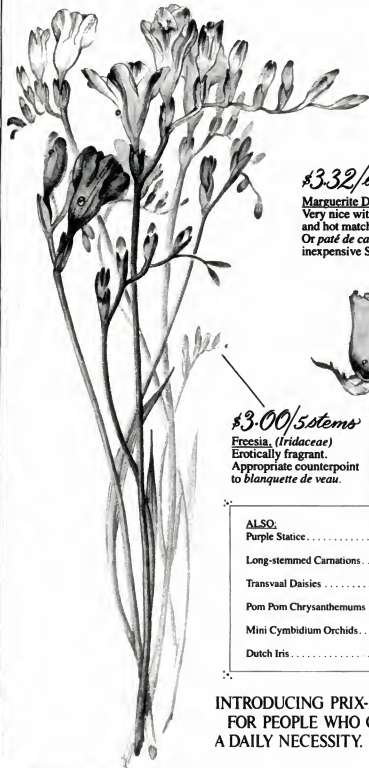 $3.32/
Marguerite D
Very nice wit
and hot match
Or paté de ca
inexpensive S
$3.00/5 stems
Freesia, (Iridaceae)
Erotically fragrant.
Appropriate counterpoint
to blanquette de veau.
ALSO:
Purple Statice............
Long-stemmed Carnations..
Transvaal Daisies ........
Pom Pom Chrysanthemums
Mini Cymbidium Orchids..
Dutch Iris.............
INTRODUCING PRIX-
FOR PEOPLE WHO
A DAILY NECESSITY.